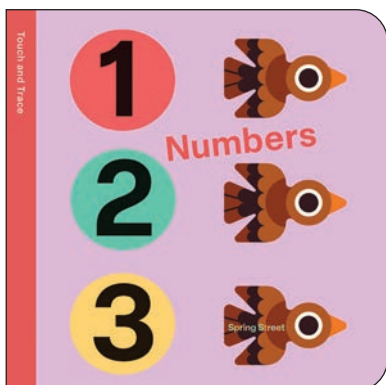 Touch and Trace
1
Numbers
2
3
Spring Street